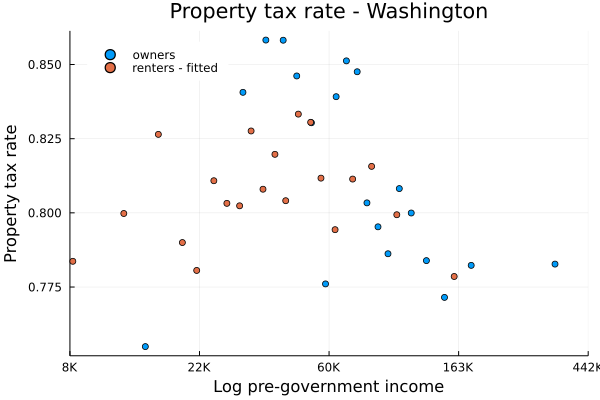 Property tax rate - Washington
owners
renters - fitted
Property tax rate
0.850
0.825
0.800
0.775
8K 22K 60K 163K 442K
Log pre-government income